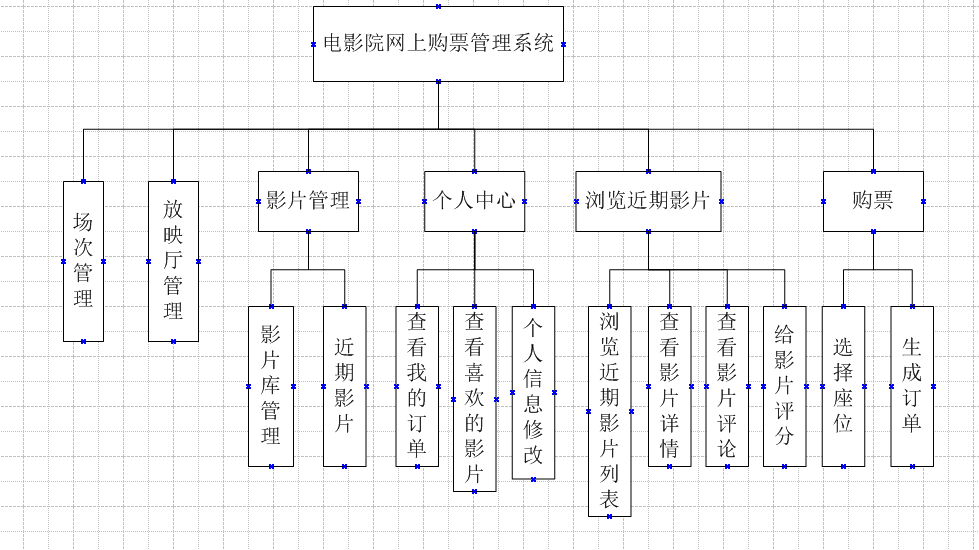 电影院网上购票管理系统
场次管理
放映厅管理
影片管理
个人中心
浏览近期影片
购票
影片库管理
近期影片
查看我的订单
查看喜欢的影片
个人信息修改
浏览近期影片列表
查看影片详情
查看影片评论
给影片评分
选择座位
生成订单